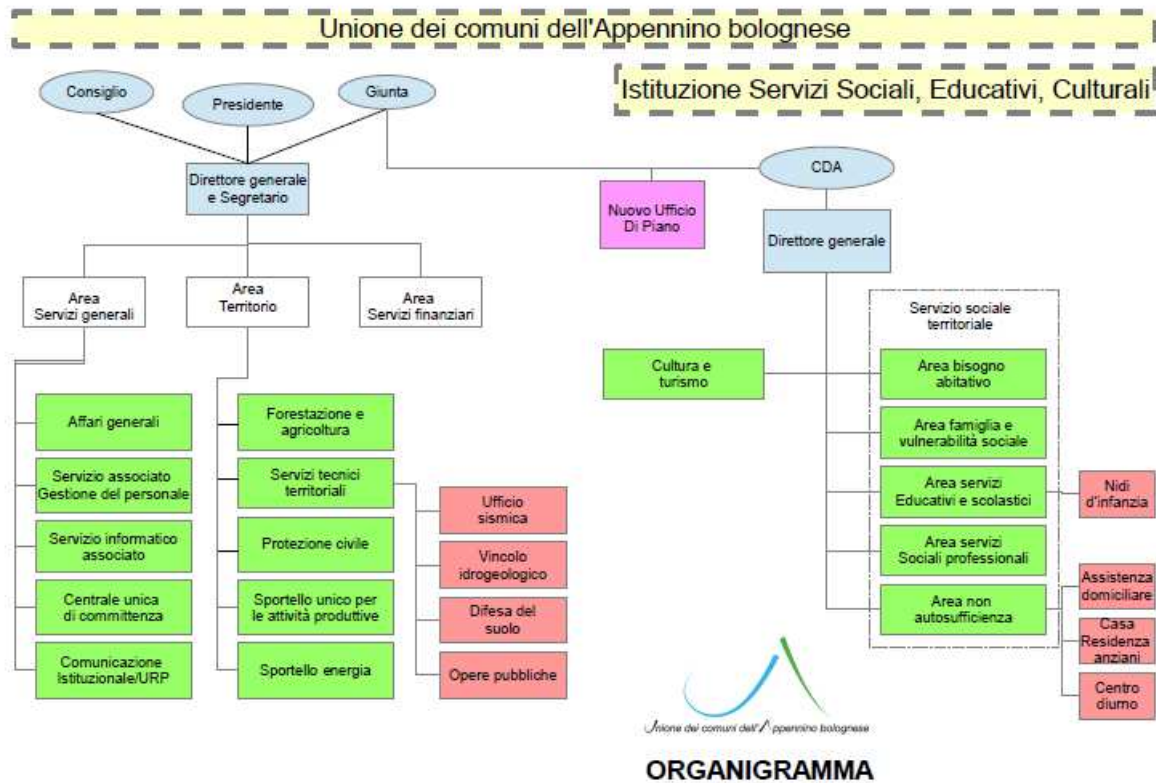 Unione dei comuni dell'Appennino bolognese
Istituzione Servizi Sociali, Educativi, Culturali
Consiglio
Presidente
Giunta
CDA
Direttore generale
e Segretario
Nuovo Ufficio
Di Piano
Direttore generale
Area
Servizi generali
Area
Territorio
Area
Servizi finanziari
Servizio sociale
territoriale
Cultura e
turismo
Area bisogno
abitativo
Affari generali
Forestazione e
agricoltura
Area famiglia e
vulnerabilità sociale
Servizio associato
Gestione del personale
Servizi tecnici
territoriali
Ufficio
sismica
Area servizi
Educativi e scolastici
Nidi
d'infanzia
Servizio informatico
associato
Protezione civile
Vincolo
idrogeologico
Area servizi
Sociali professionali
Centrale unica
di committenza
Sportello unico per
le attività produttive
Difesa del
suolo
Area non
autosufficienza
Assistenza
domiciliare
Casa
Residenza
anziani
Centro
diurno
Comunicazione
Istituzionale/URP
Sportello energia
Opere pubbliche
Unione dei comuni dell'Appennino bolognese
ORGANIGRAMMA